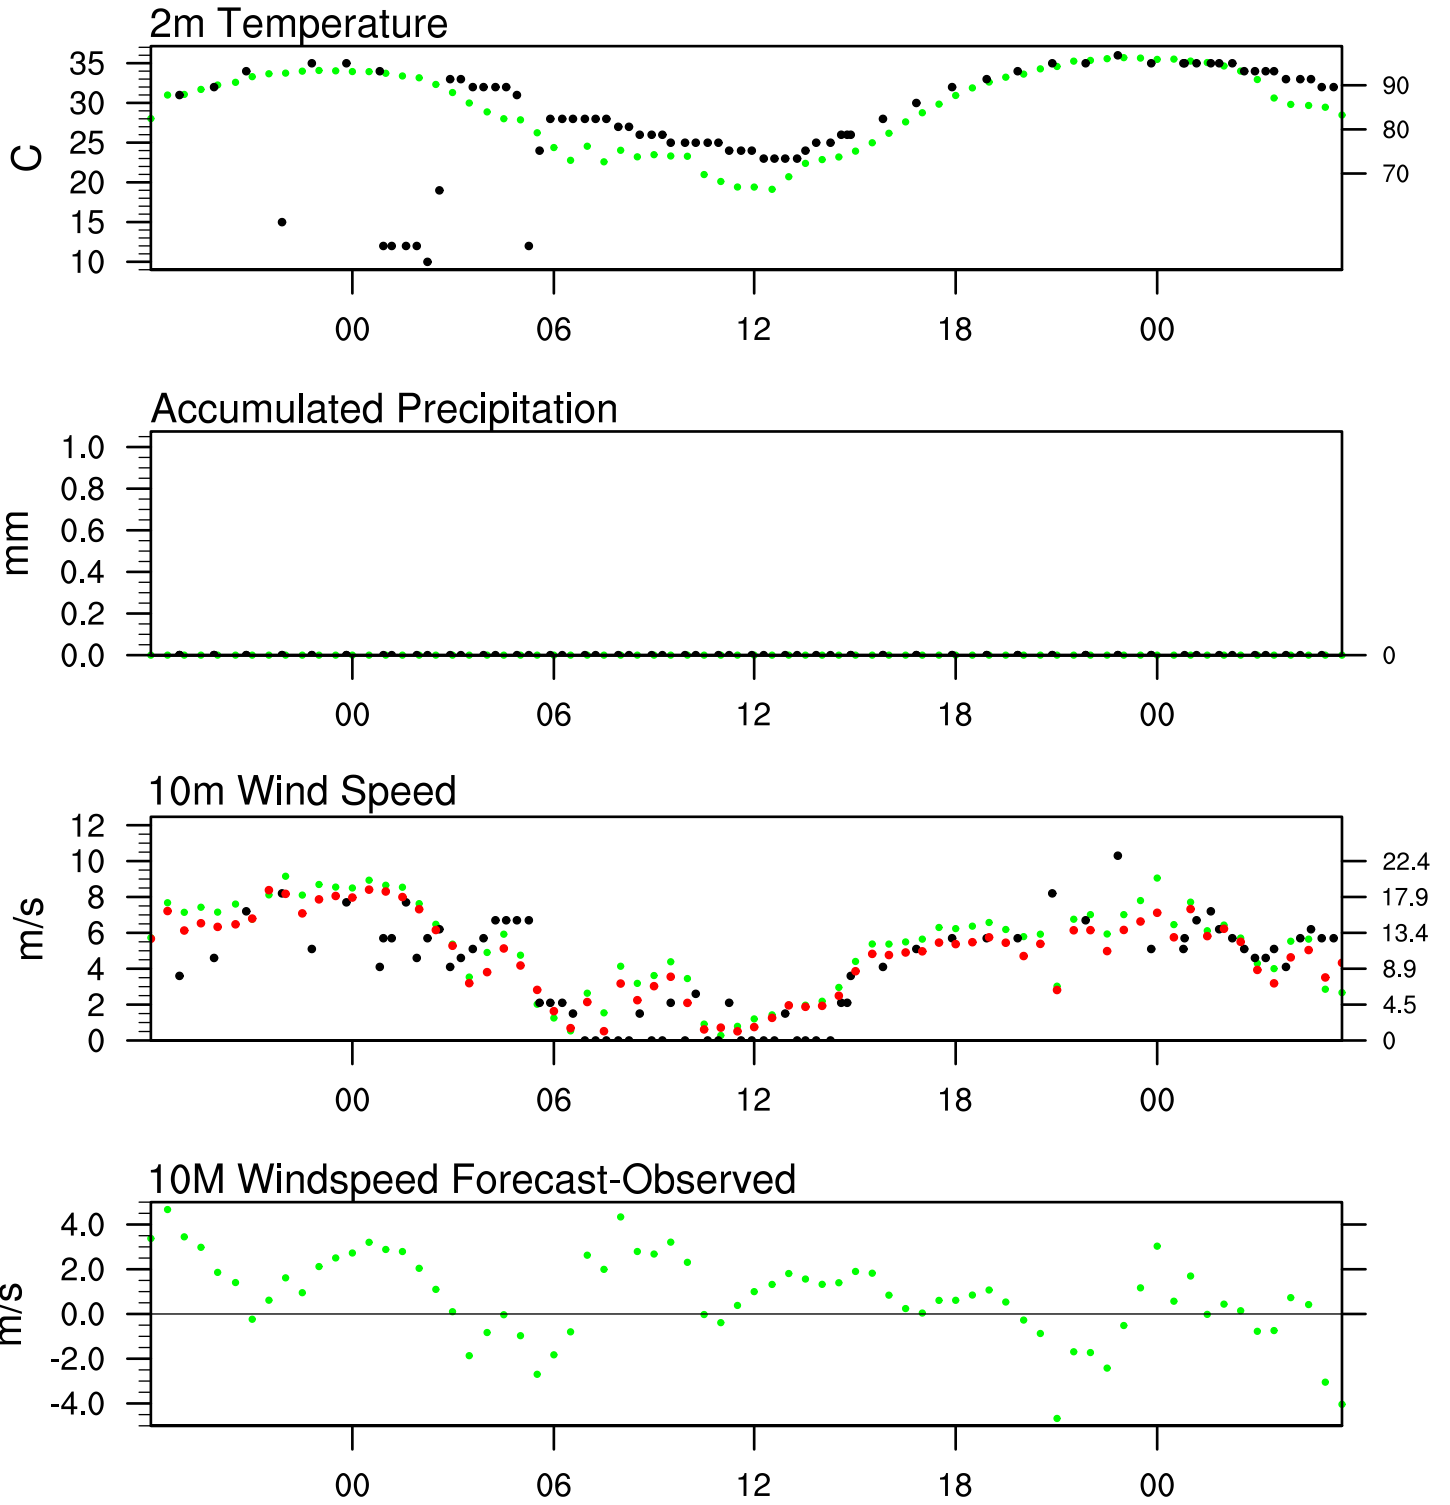 2m Temperature
35
30
25
20
15
10
C
90
80
70
00 06 12 18 00
Accumulated Precipitation
1.0
0.8
0.6
0.4
0.2
0.0
mm
0
00 06 12 18 00
10m Wind Speed
12
10
8
6
4
2
0
m/s
22.4
17.9
13.4
8.9
4.5
0
00 06 12 18 00
10M Windspeed Forecast-Observed
4.0
2.0
0.0
-2.0
-4.0
m/s
00 06 12 18 00